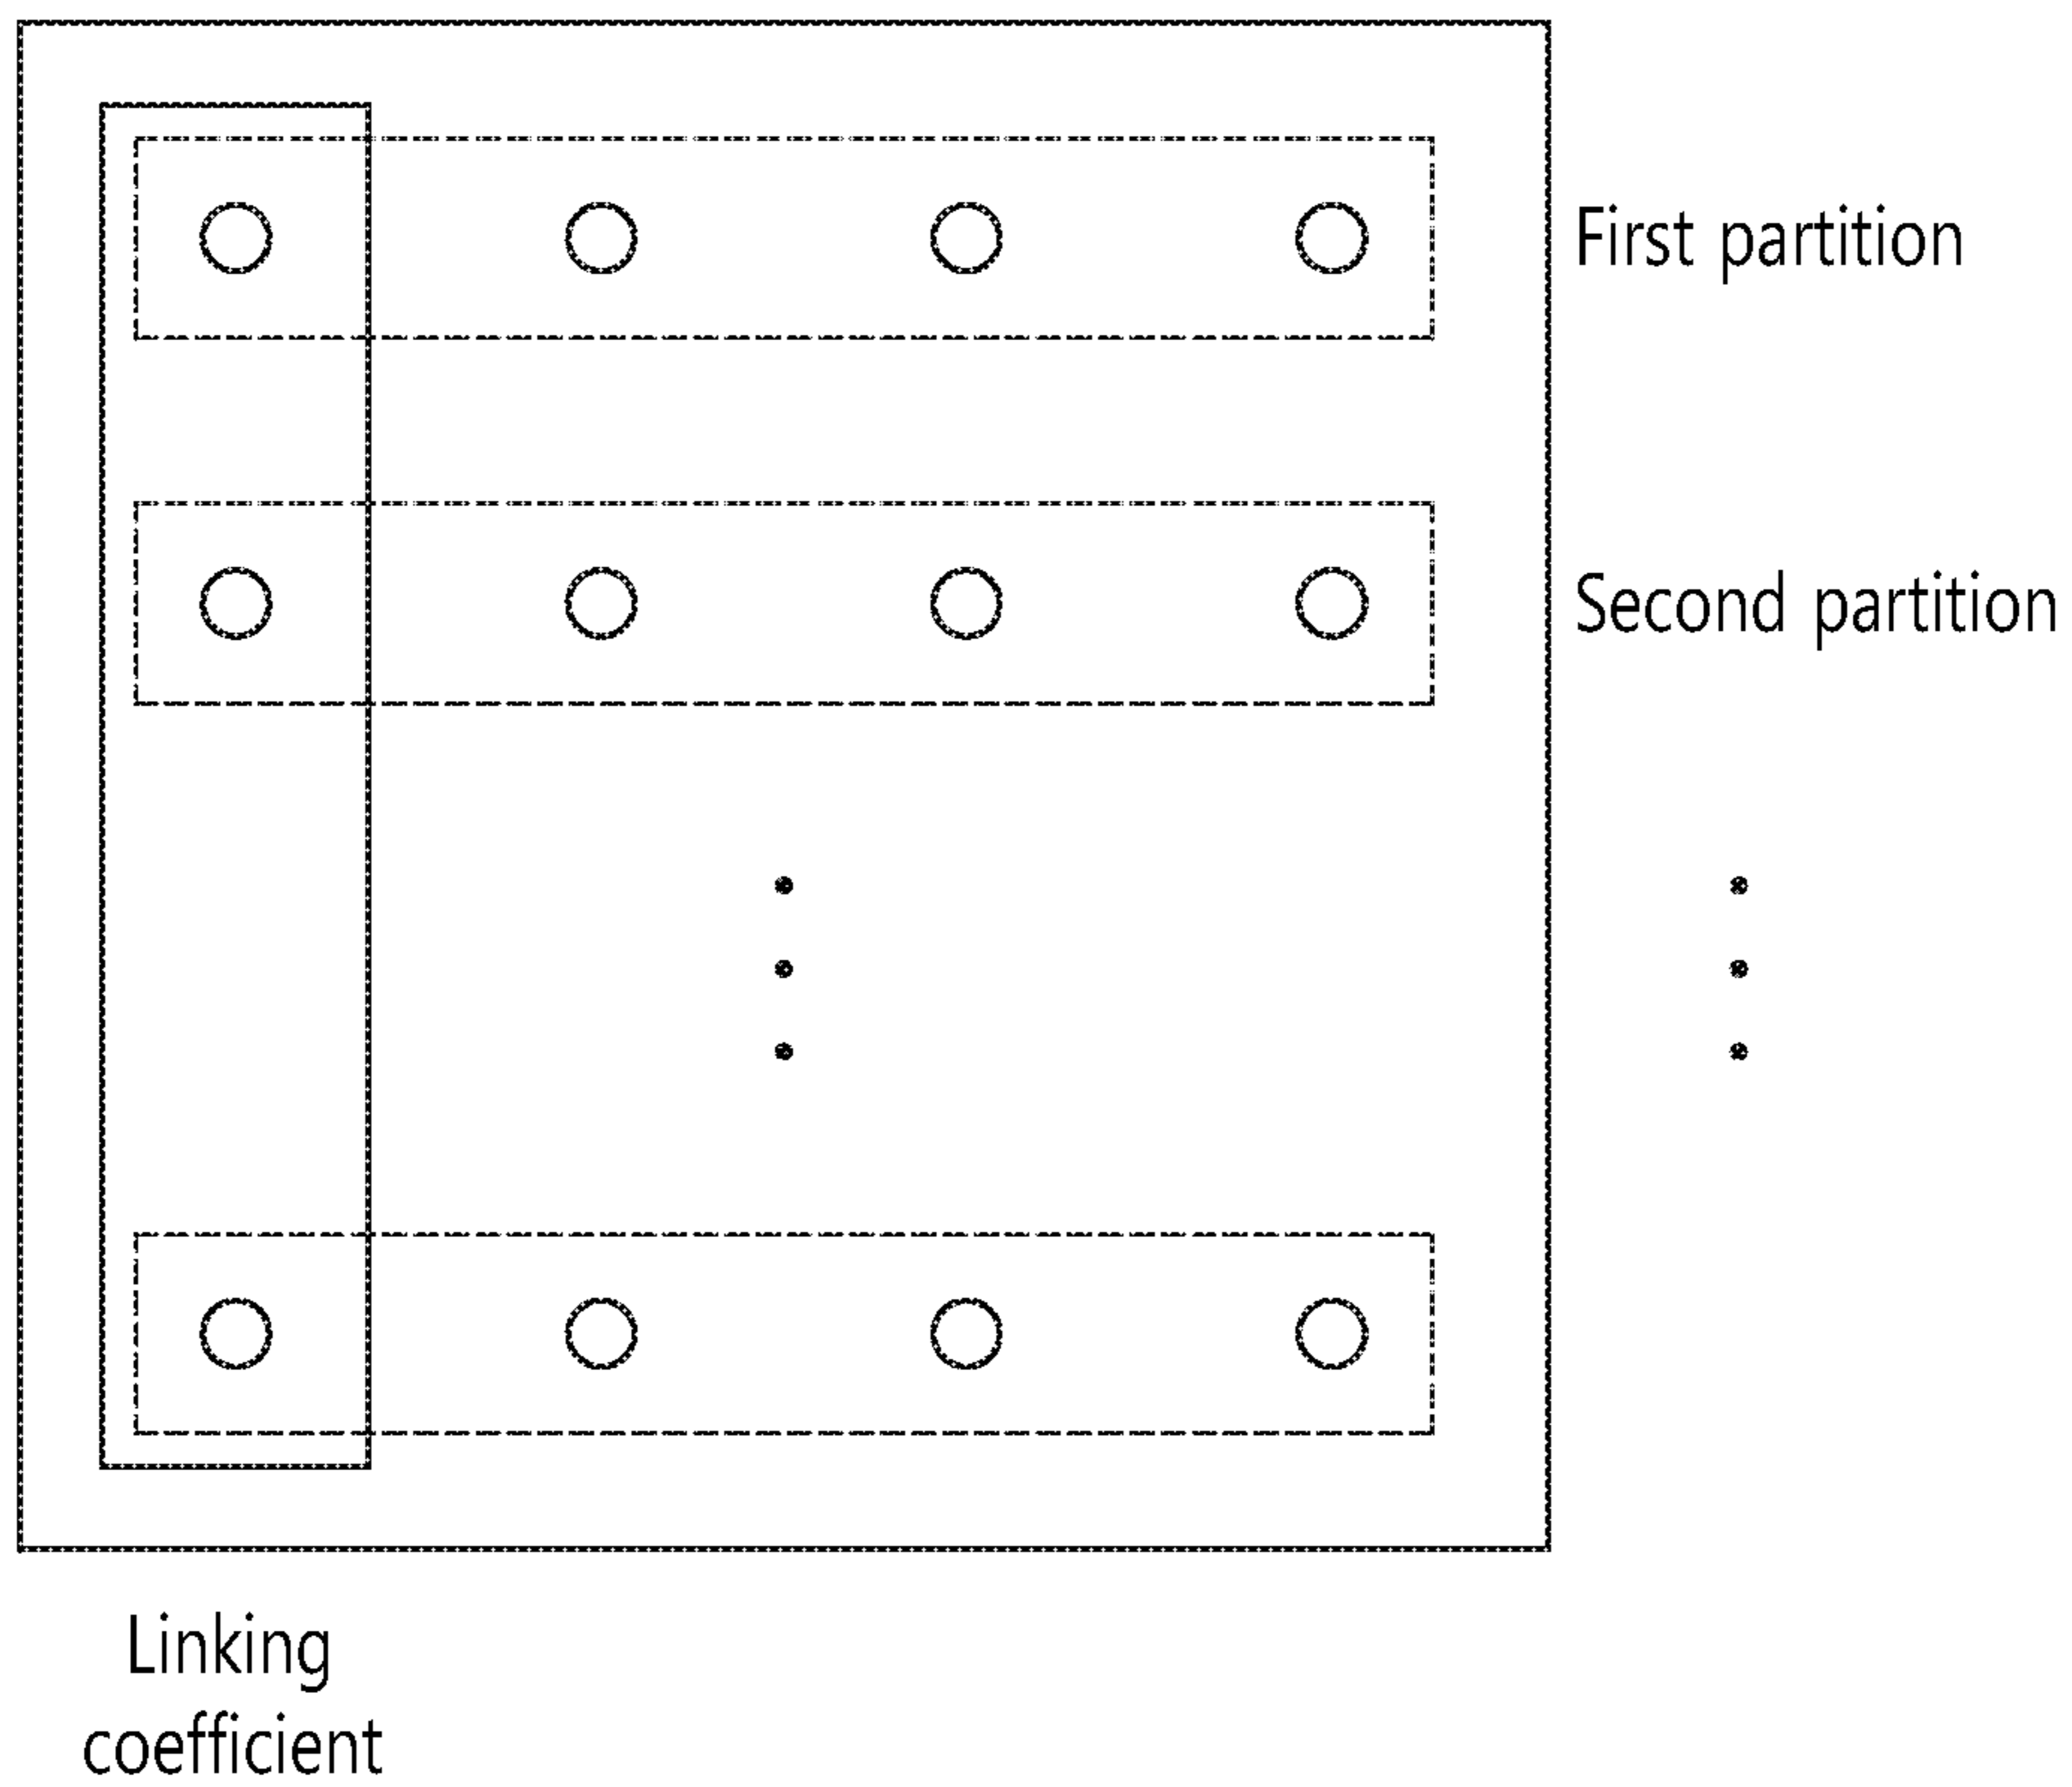 First partition
Second partition
Linking
coefficient